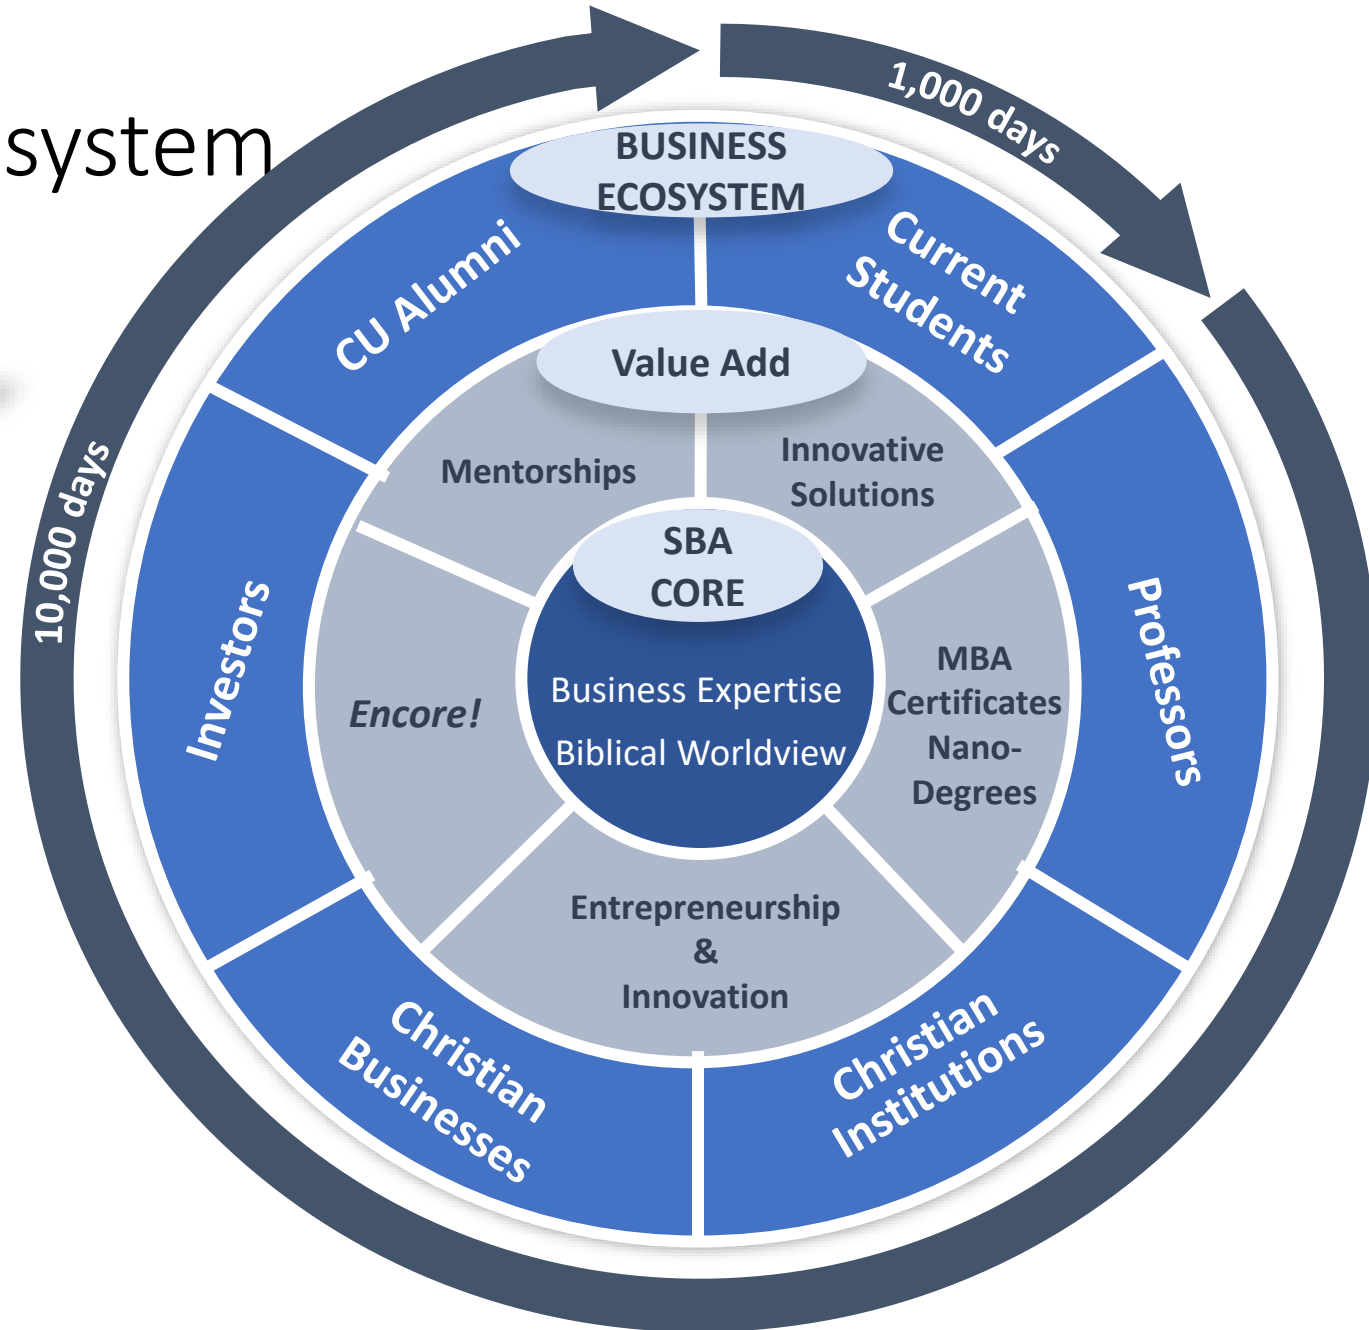 system
1,000 days
10,000 days
BUSINESS
ECOSYSTEM
CU Alumni
Current
Students
Investors
Professors
Christian
Businesses
Christian
Institutions
Value Add
Mentorships
Innovative
Solutions
Encore!
MBA
Certificates
Nano-
Degrees
Entrepreneurship
&
Innovation
SBA
CORE
Business Expertise
Biblical Worldview